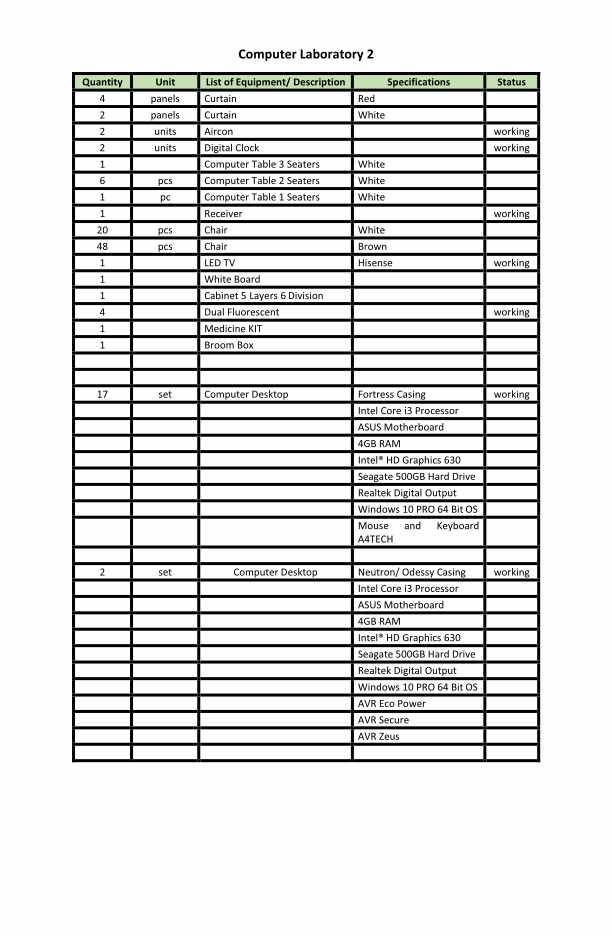 Computer Laboratory 2
Quantity Unit List of Equipment/ Description Specifications Status
4 panels Curtain Red
2 panels Curtain White
2 units Aircon working
2 units Digital Clock working
1 Computer Table 3 Seaters White
6 pcs Computer Table 2 Seaters White
1 pc Computer Table 1 Seaters White
1 Receiver working
20 pcs Chair White
48 pcs Chair Brown
1 LED TV Hisense working
1 White Board
1 Cabinet 5 Layers 6 Division
4 Dual Fluorescent working
1 Medicine KIT
1 Broom Box
17 set Computer Desktop Fortress Casing working
Intel Core i3 Processor
ASUS Motherboard
4GB RAM
Intel® HD Graphics 630
Seagate 500GB Hard Drive
Realtek Digital Output
Windows 10 PRO 64 Bit OS
Mouse and Keyboard
A4TECH
2 set Computer Desktop Neutron/ Odessy Casing working
Intel Core i3 Processor
ASUS Motherboard
4GB RAM
Intel® HD Graphics 630
Seagate 500GB Hard Drive
Realtek Digital Output
Windows 10 PRO 64 Bit OS
AVR Eco Power
AVR Secure
AVR Zeus